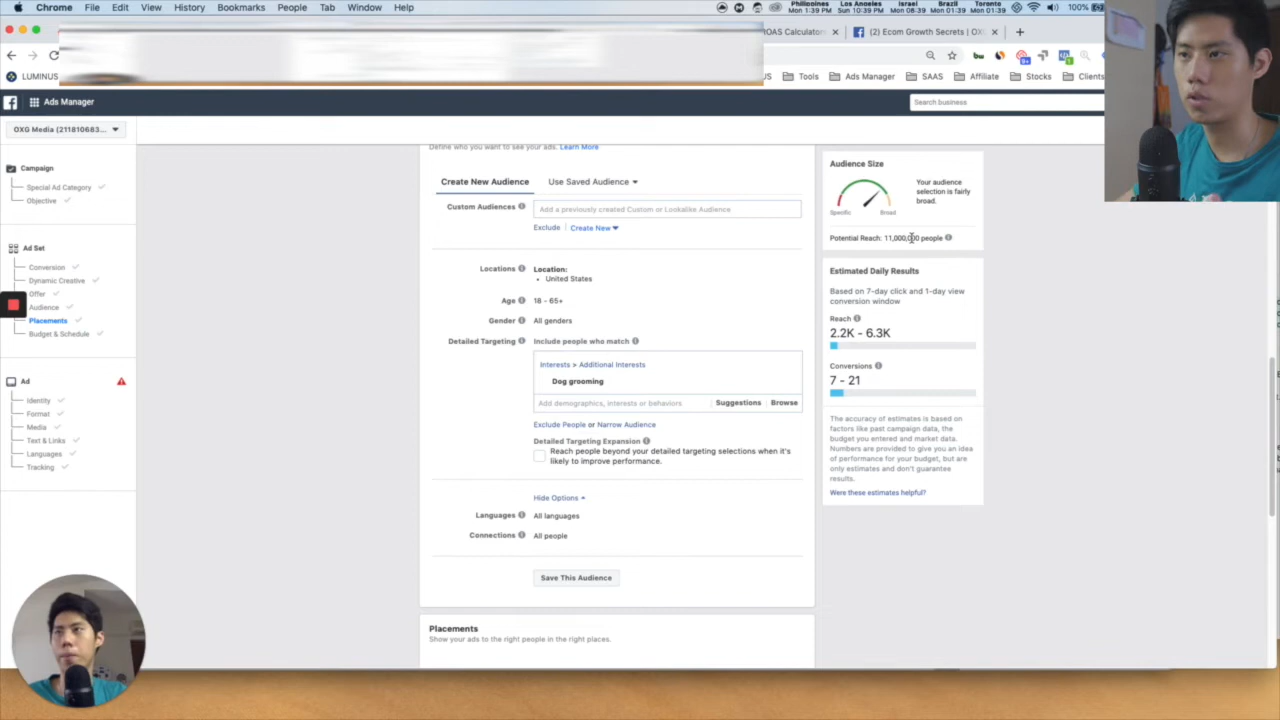 Chrome File Edit View History Bookmarks People Tab Window Help
Philippines Los Angeles Israel Brazil Toronto
Mon 1:39 PM Sun 10:39 PM Mon 08:39 Mon 01:39 Mon 01:39 100%
OAS Calculator (2) Ecom Growth Secrets | OX
LUMINUS US Tools Ads Manager SAAS Affiliate Stocks Clients
Ads Manager Search business
OXG Media (211810683...
Campaign
Special Ad Category
Objective
Ad Set
Conversion
Dynamic Creative
Offer
Audience
Placements
Budget & Schedule
Ad
Identity
Format
Media
Text & Links
Languages
Tracking
Define who you want to see your ads. Learn More
Create New Audience Use Saved Audience
Custom Audiences Add a previously created Custom or Lookalike Audience
Exclude Create New
Locations Location:
United States
Age 18 - 65+
Gender All genders
Detailed Targeting Include people who match
Interests > Additional Interests
Dog grooming
Add demographics, interests or behaviors Suggestions Browse
Exclude People or Narrow Audience
Detailed Targeting Expansion
Reach people beyond your detailed targeting selections when it's
likely to improve performance.
Hide Options
Languages All languages
Connections All people
Save This Audience
Placements
Show your ads to the right people in the right places.
Audience Size
Your audience
selection is fairly
broad.
Specific Broad
Potential Reach: 11,000,000 people
Estimated Daily Results
Based on 7-day click and 1-day view
conversion window
Reach
2.2K - 6.3K
Conversions
7 - 21
The accuracy of estimates is based on
factors like past campaign data, the
budget you entered and market data.
Numbers are provided to give you an idea
of performance for your budget, but are
only estimates and don't guarantee
results.
Were these estimates helpful?